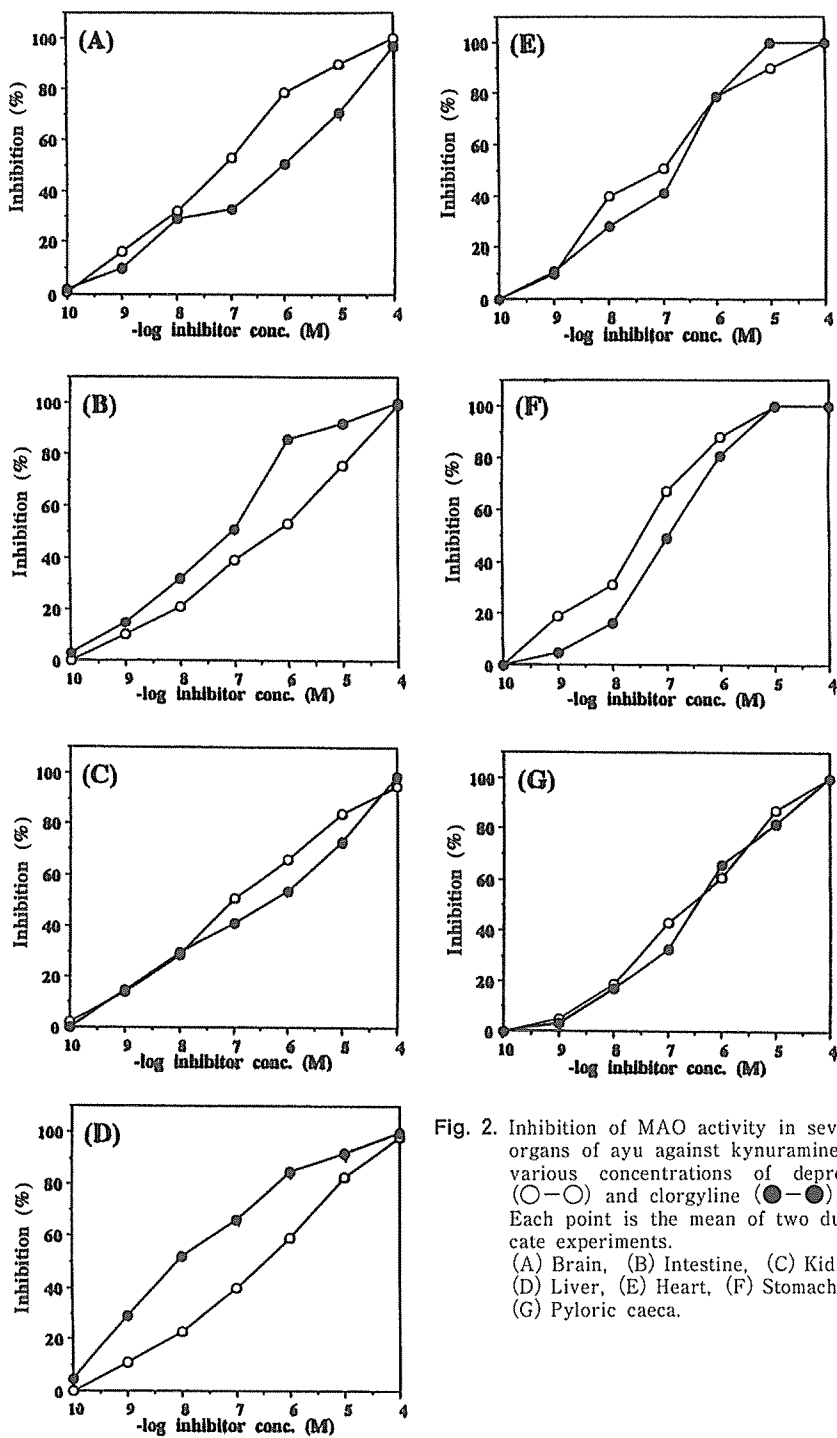 (A)
Inhibition (%)
100
80
60
40
20
0
10 9 8 7 6 5 4
-log inhibitor conc. (M)
(E)
Inhibition (%)
100
80
60
40
20
0
10 9 8 7 6 5 4
-log inhibitor conc. (M)
(B)
Inhibition (%)
100
80
60
40
20
0
10 9 8 7 6 5 4
-log inhibitor conc. (M)
(F)
Inhibition (%)
100
80
60
40
20
0
10 9 8 7 6 5 4
-log inhibitor conc. (M)
(C)
Inhibition (%)
100
80
60
40
20
0
10 9 8 7 6 5 4
-log inhibitor conc. (M)
(G)
Inhibition (%)
100
80
60
40
20
0
10 9 8 7 6 5 4
-log inhibitor conc. (M)
(D)
Inhibition (%)
100
80
60
40
20
0
10 9 8 7 6 5 4
-log inhibitor conc. (M)
Fig. 2. Inhibition of MAO activity in sev
organs of ayu against kynuramine
various concentrations of depre
(○－○) and clorgyline (●－●)
Each point is the mean of two du
cate experiments.
(A) Brain, (B) Intestine, (C) Kid
(D) Liver, (E) Heart, (F) Stomach
(G) Pyloric caeca.